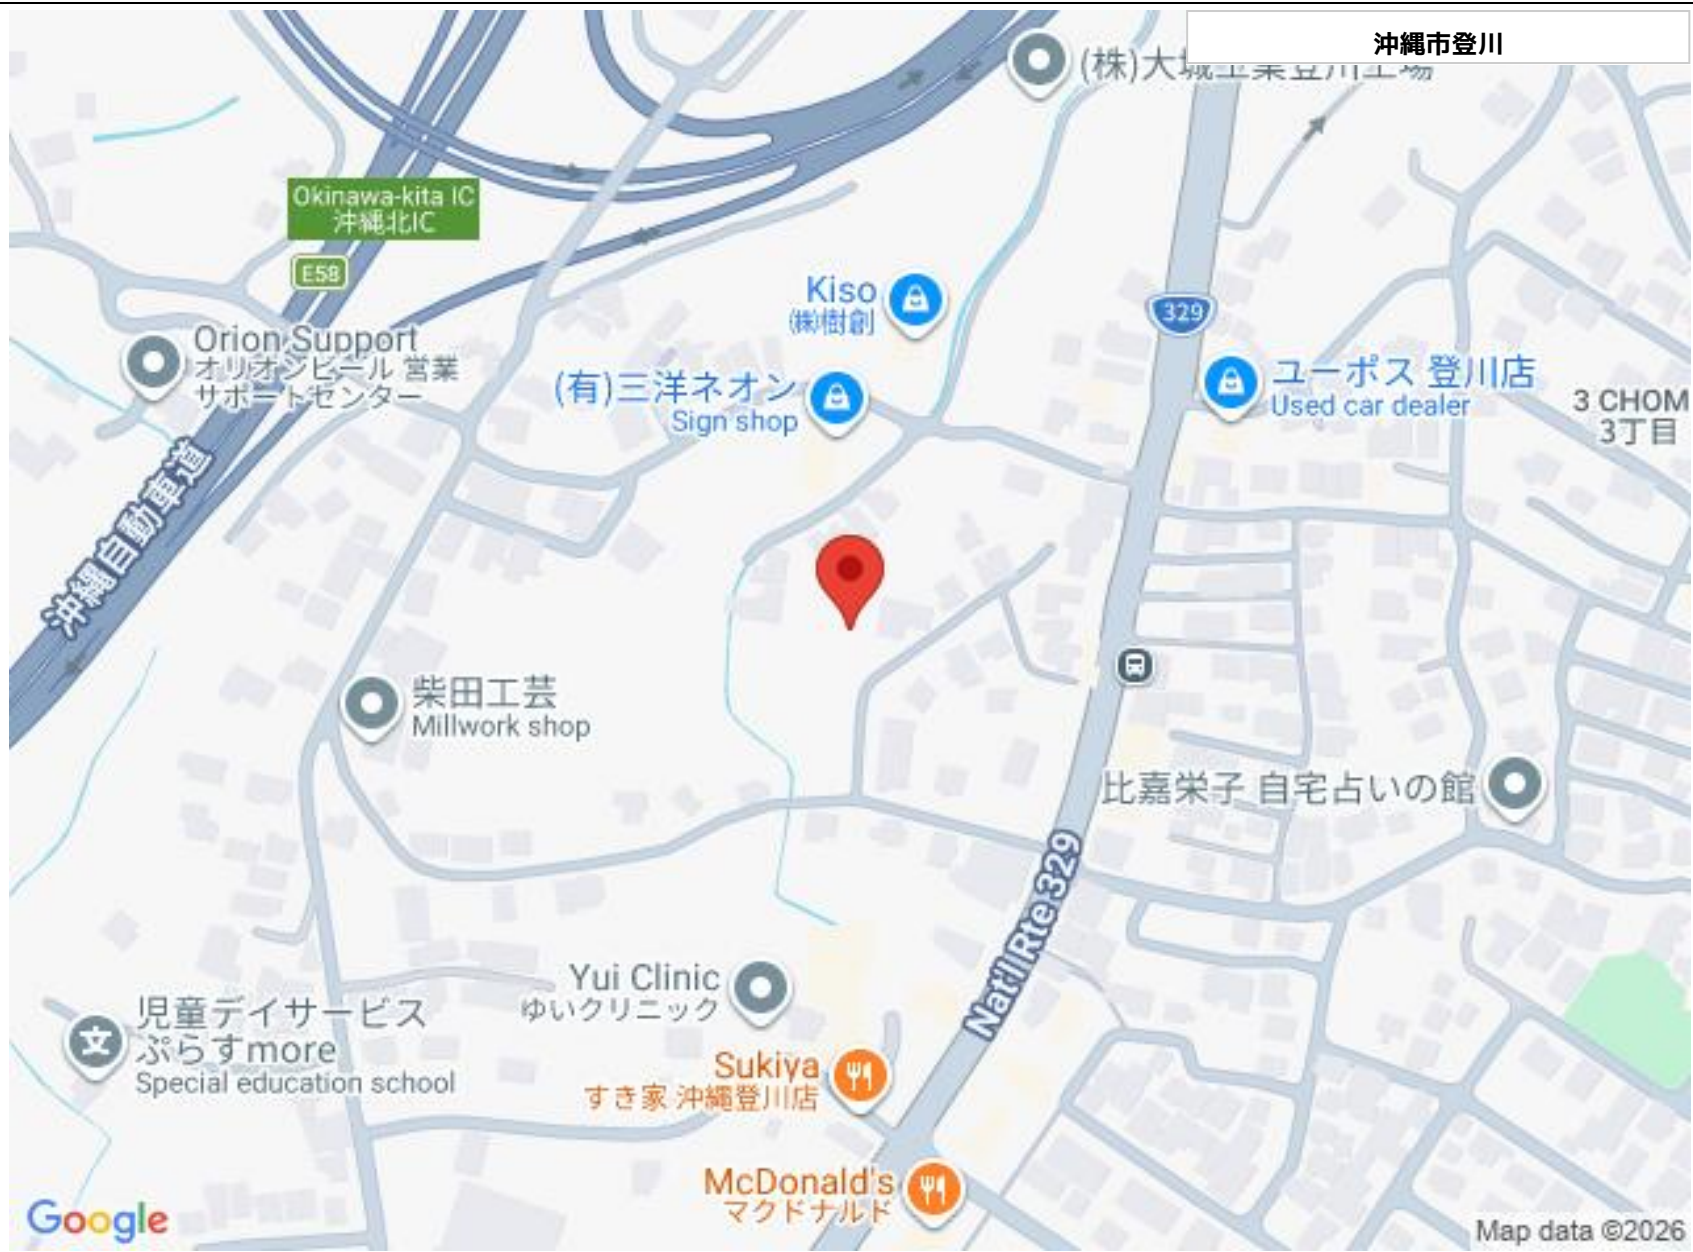 沖縄市登川
(株)大城工業登川工場
Okinawa-kita IC
沖縄北IC
E58
Kiso
㈱樹創
329
Orion Support
オリオンビール 営業
サポートセンター
(有)三洋ネオン
Sign shop
ユーポス 登川店
Used car dealer
3 CHOM
3丁目
沖縄自動車道
柴田工芸
Millwork shop
比嘉栄子 自宅占いの館
Nat'l Rte 329
Yui Clinic
ゆいクリニック
児童デイサービス
ぷらすmore
Special education school
文
Sukiya
すき家 沖縄登川店
McDonald's
マクドナルド
Google
Map data ©2026